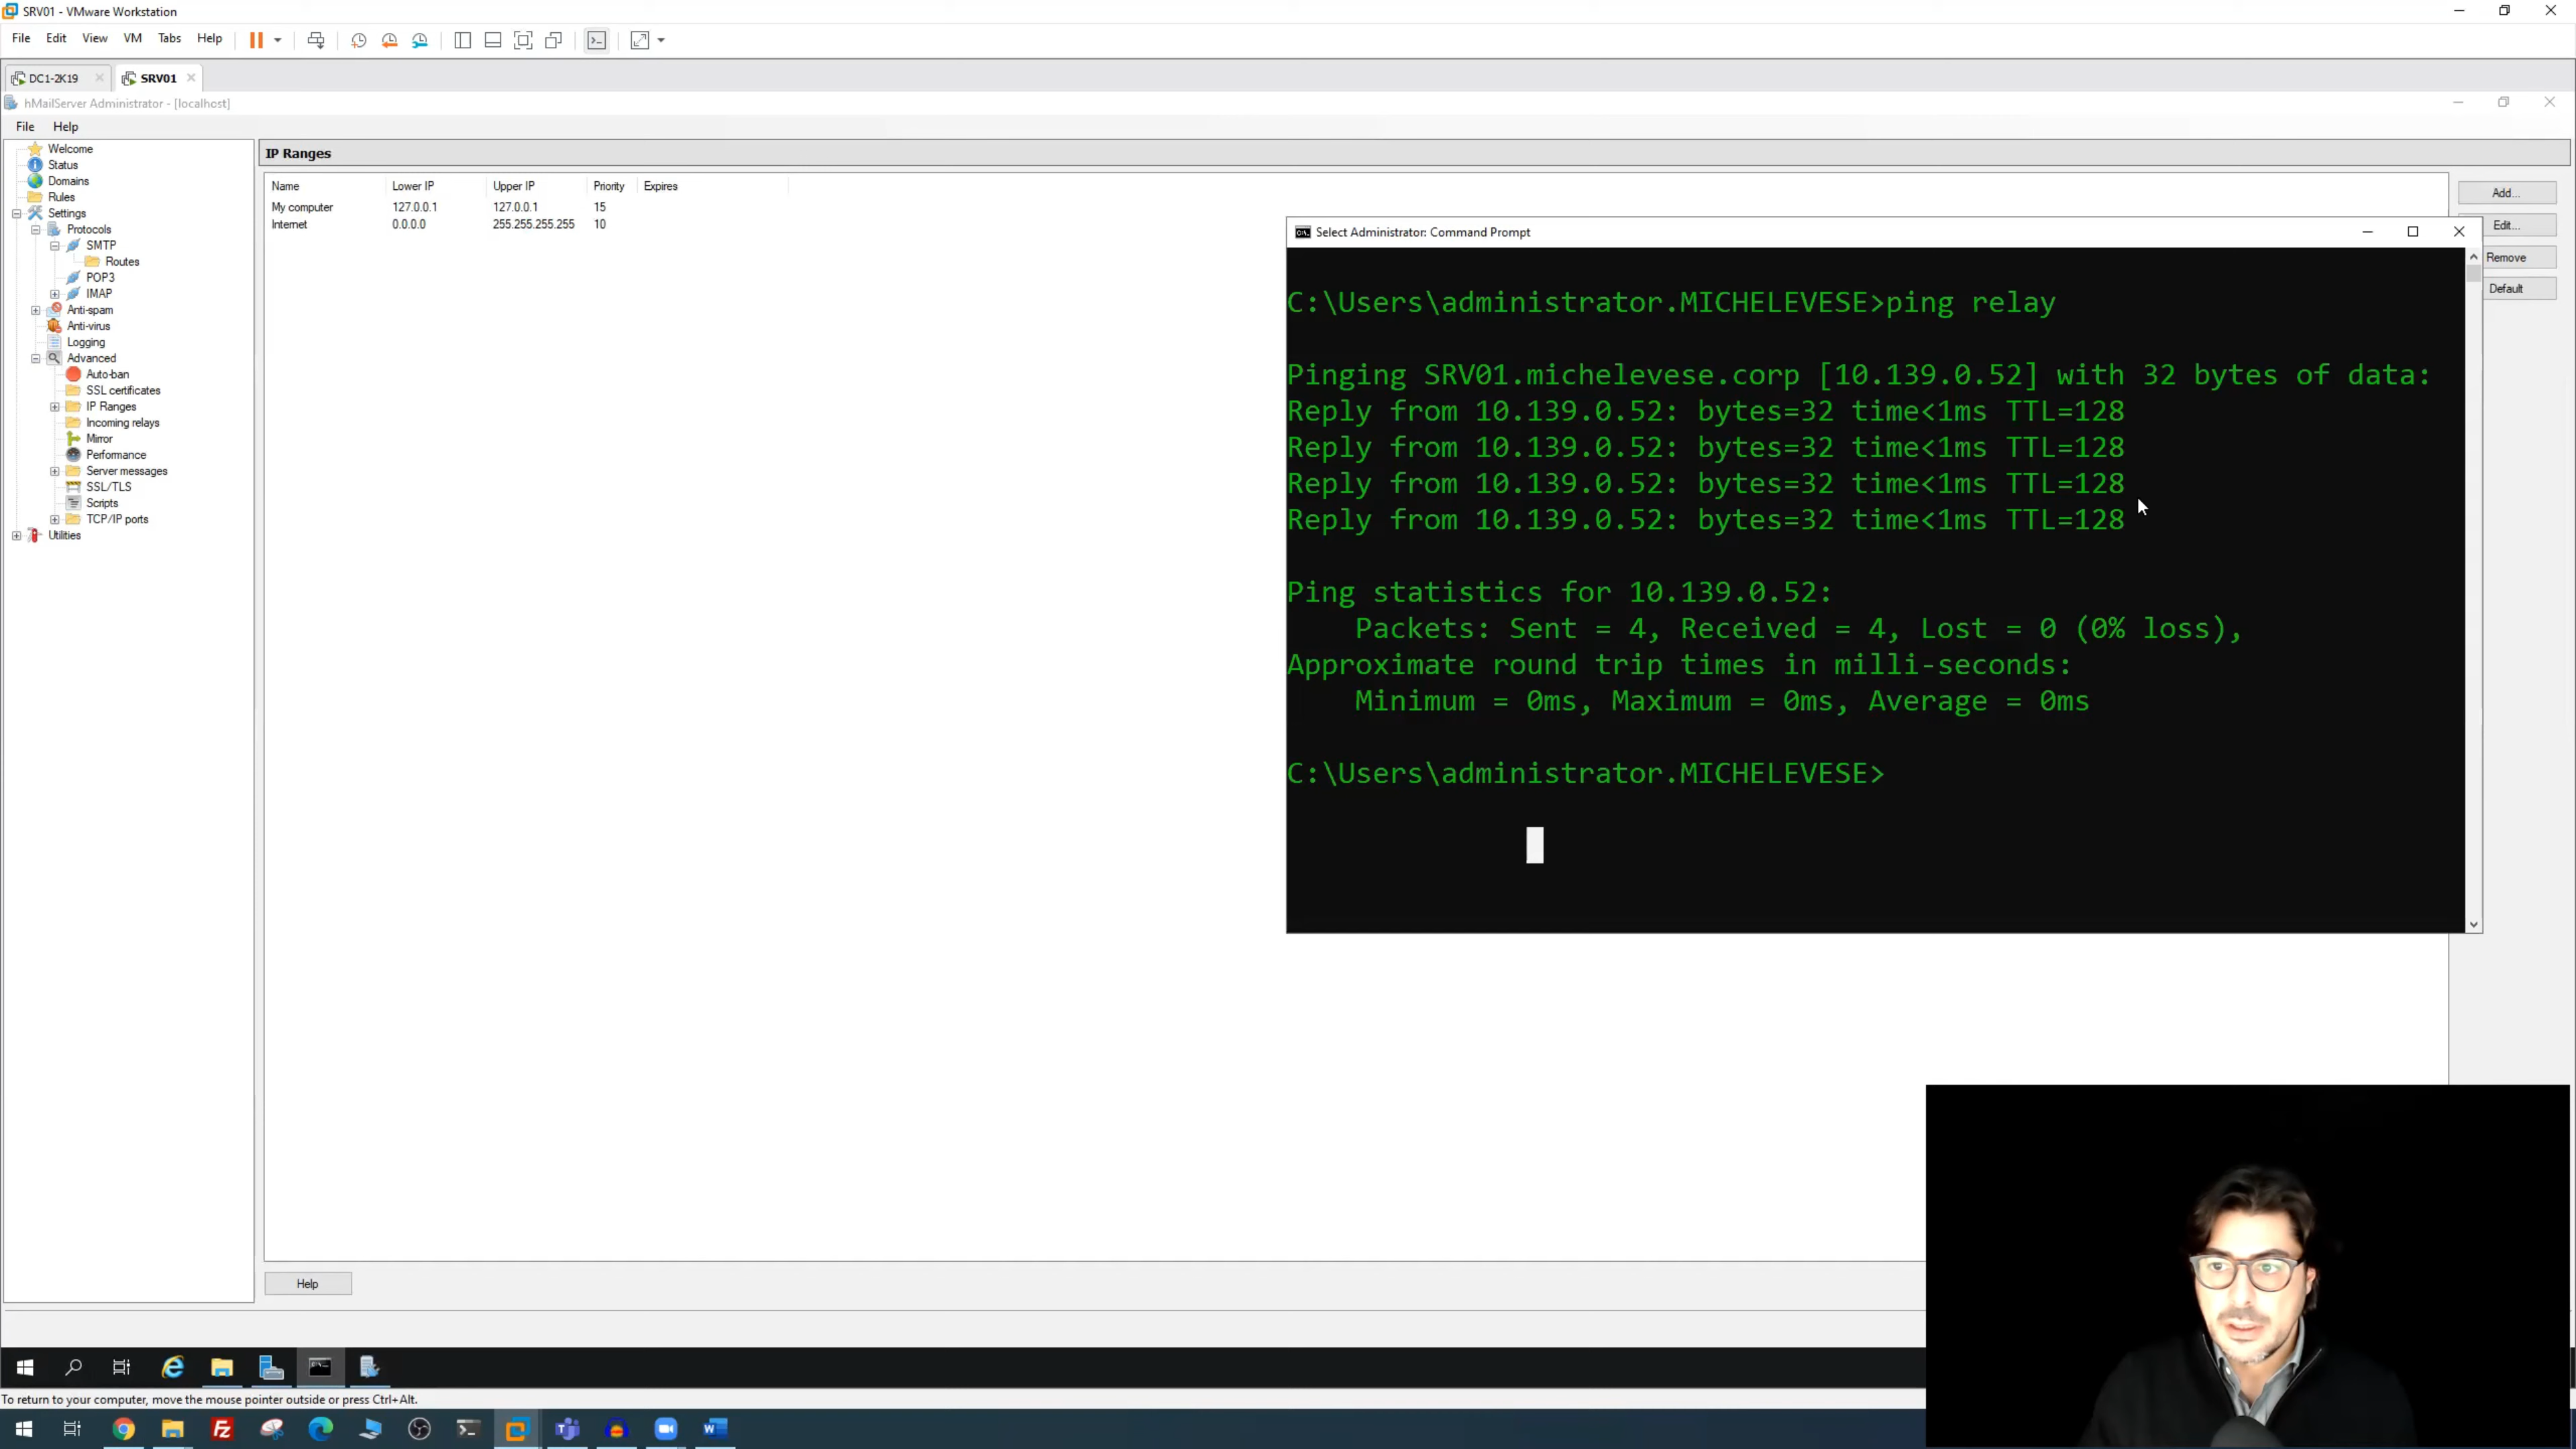 SRV01 - VMware Workstation
File Edit View VM Tabs Help
DC1-2K19
SRV01
hMailServer Administrator - [localhost]
File Help
Welcome
Status
Domains
Rules
Settings
Protocols
SMTP
Routes
POP3
IMAP
Anti-spam
Anti-virus
Logging
Advanced
Auto-ban
SSL certificates
IP Ranges
Incoming relays
Mirror
Performance
Server messages
SSL/TLS
Scripts
TCP/IP ports
Utilities
IP Ranges
Name Lower IP Upper IP Priority Expires
My computer 127.0.0.1 127.0.0.1 15
Internet 0.0.0.0 255.255.255.255 10
Add...
Edit...
Remove
Default
Select Administrator: Command Prompt
C:\Users\administrator.MICHELEVESE>ping relay
Pinging SRV01.michelevese.corp [10.139.0.52] with 32 bytes of data:
Reply from 10.139.0.52: bytes=32 time<1ms TTL=128
Reply from 10.139.0.52: bytes=32 time<1ms TTL=128
Reply from 10.139.0.52: bytes=32 time<1ms TTL=128
Reply from 10.139.0.52: bytes=32 time<1ms TTL=128
Ping statistics for 10.139.0.52:
Packets: Sent = 4, Received = 4, Lost = 0 (0% loss),
Approximate round trip times in milli-seconds:
Minimum = 0ms, Maximum = 0ms, Average = 0ms
C:\Users\administrator.MICHELEVESE>
Help
To return to your computer, move the mouse pointer outside or press Ctrl+Alt.